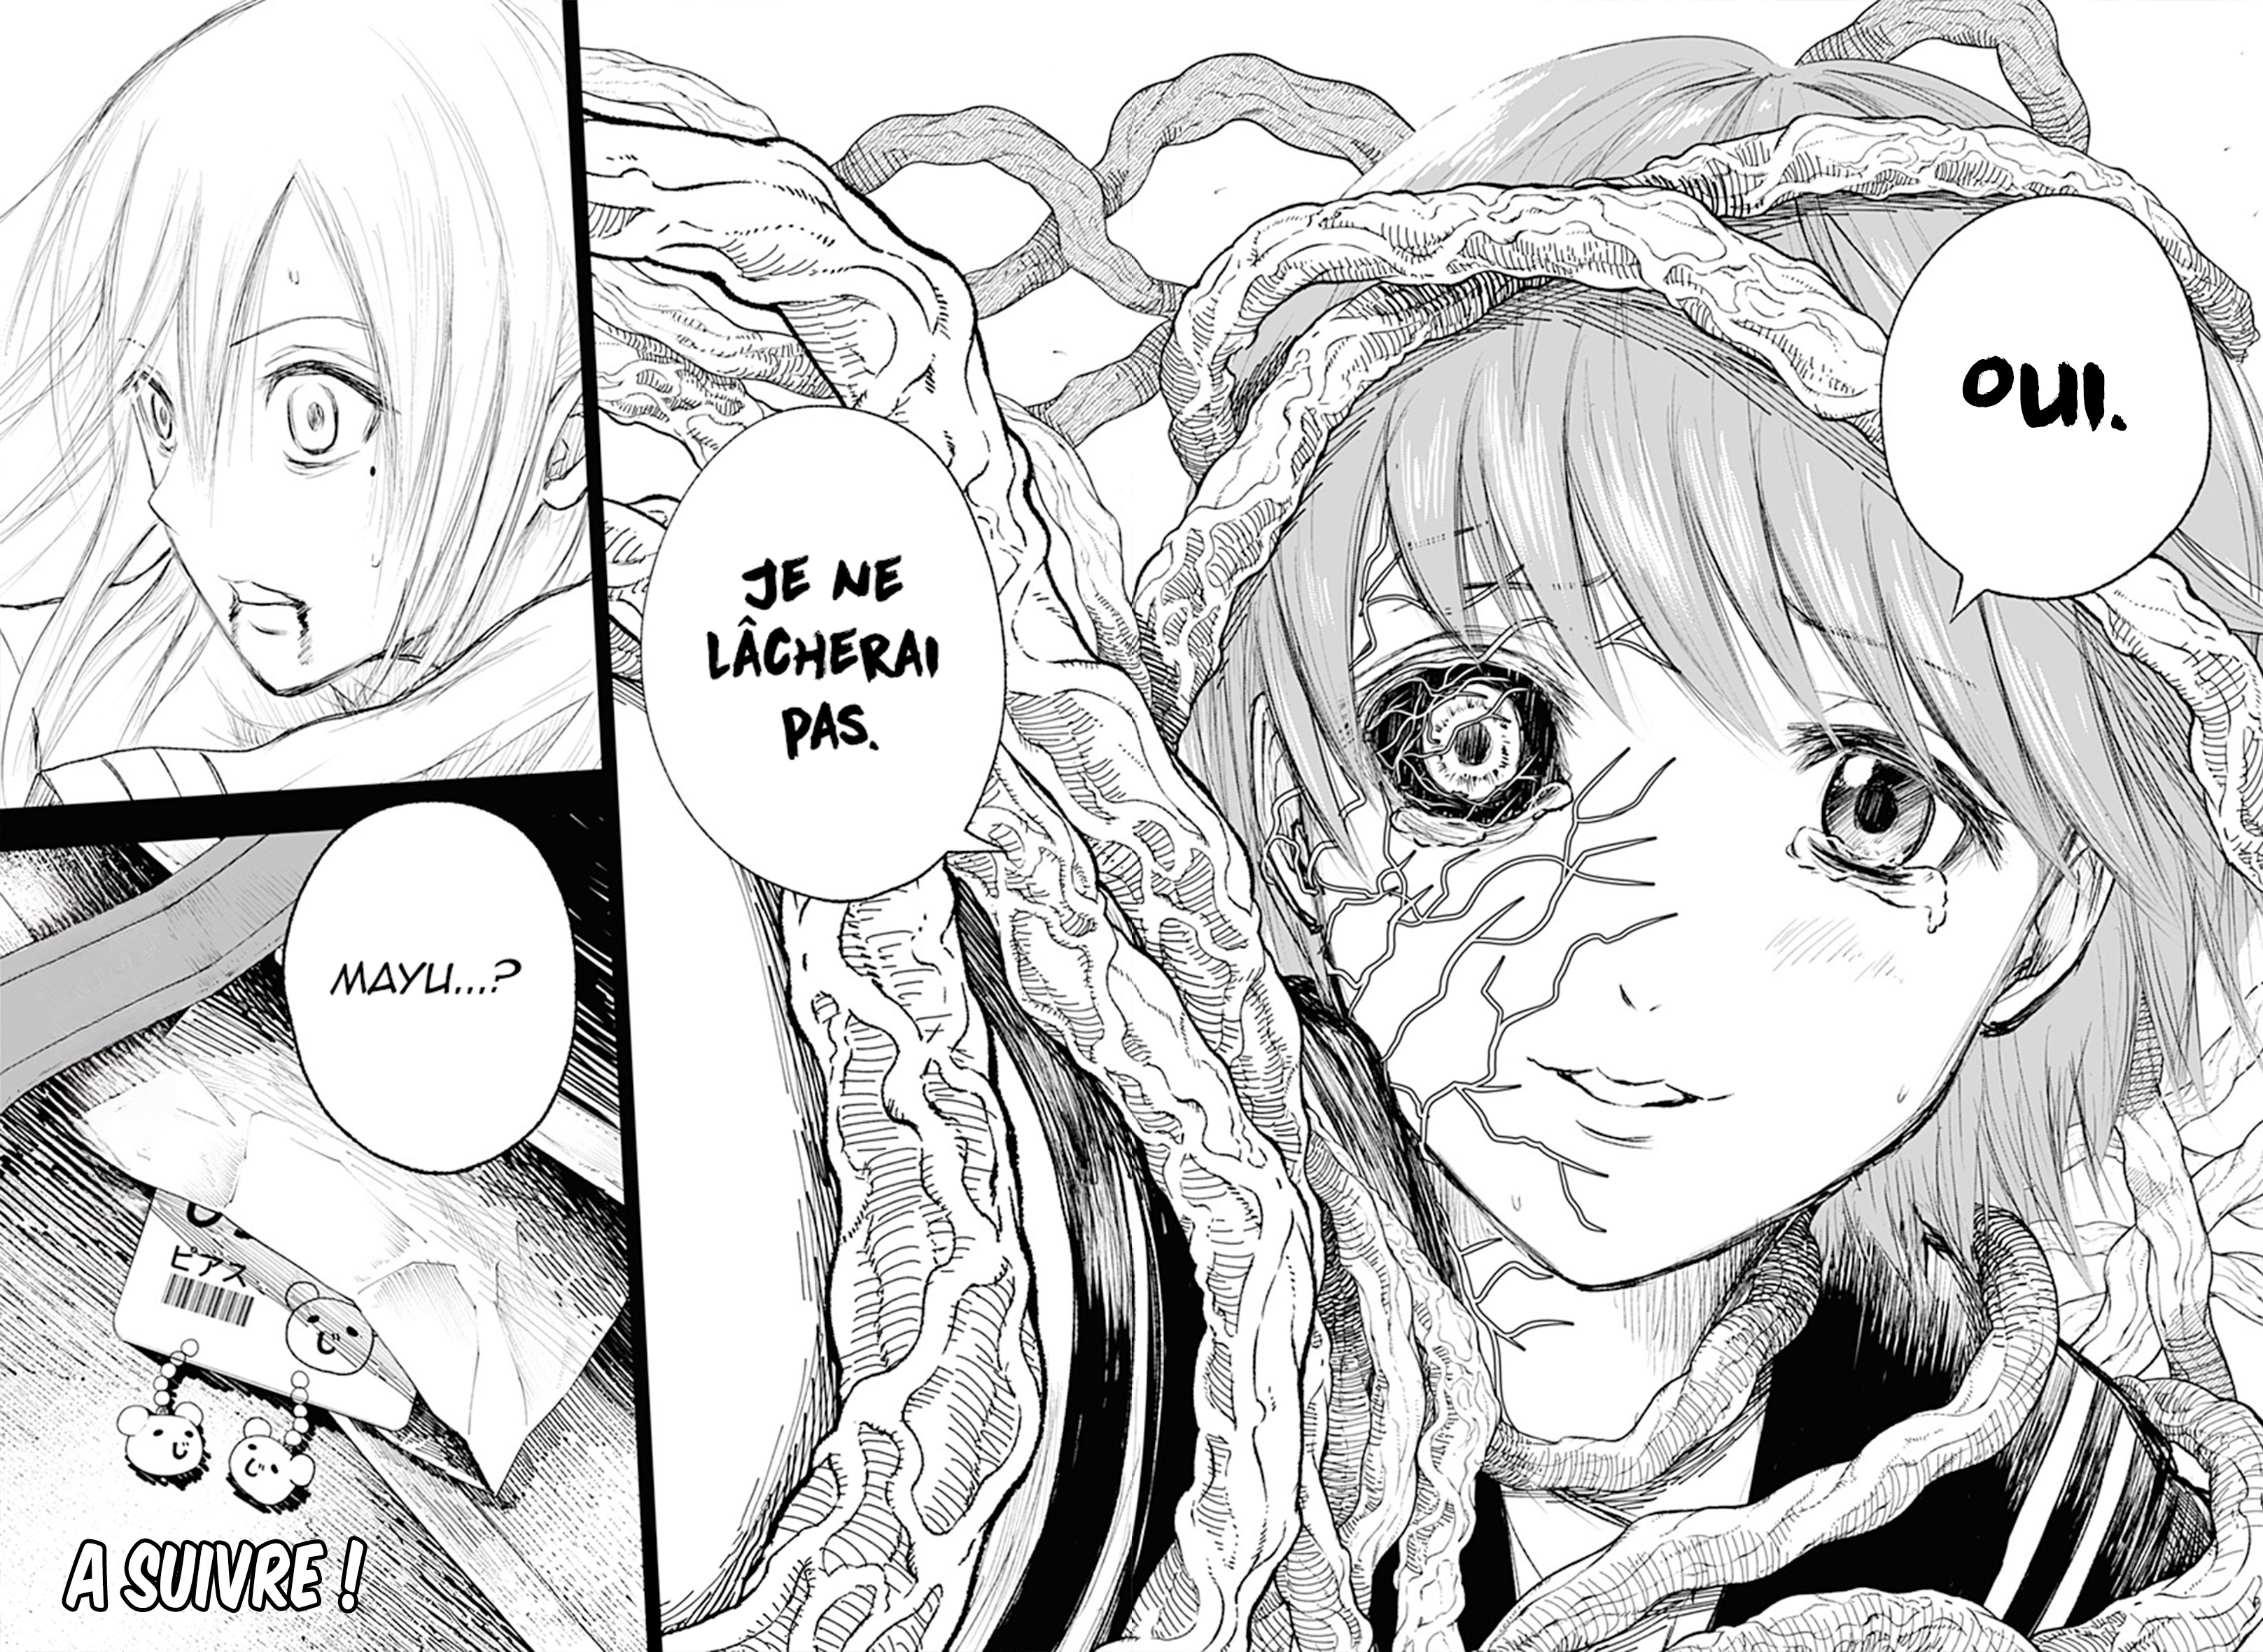 OUI.
JE NE
LÂCHERAI
PAS.
MAYU...?
ピアス
A SUIVRE !